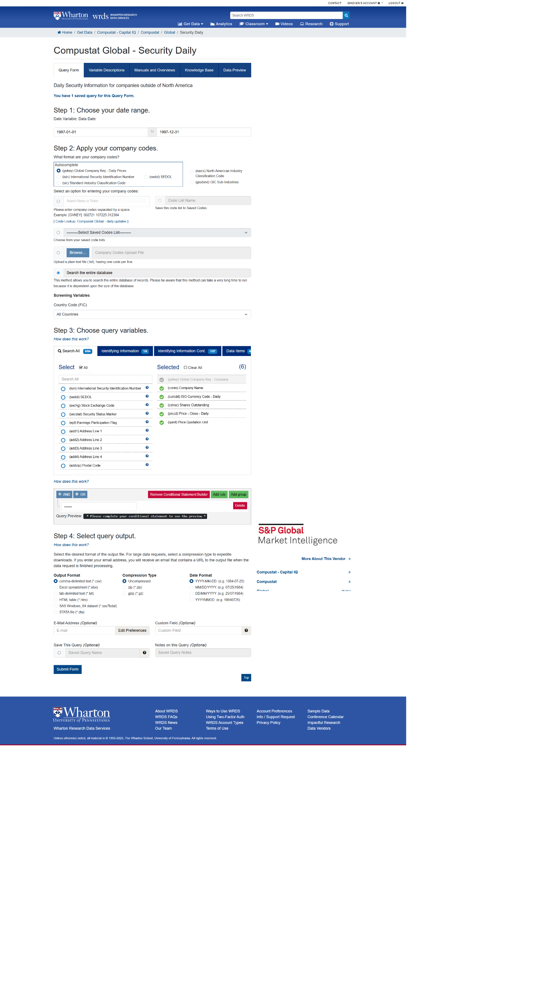 CONTACT QINZHEN'S ACCOUNT LOGOUT
Wharton
UNIVERSITY of PENNSYLVANIA
wrds WHARTON RESEARCH
DATA SERVICES
Search WRDS
Get Data Analytics Classroom Videos Research Support
Home / Get Data / Compustat - Capital IQ / Compustat / Global / Security Daily
Compustat Global - Security Daily
Query Form Variable Descriptions Manuals and Overviews Knowledge Base Data Preview
Daily Security Information for companies outside of North America
You have 1 saved query for this Query Form.
Step 1: Choose your date range.
Date Variable: Data Date
1997-01-01 to 1997-12-31
Step 2: Apply your company codes.
What format are your company codes?
Autocomplete
(gvkey) Global Company Key - Daily Prices
(isin) International Security Identification Number (sedol) SEDOL
(sic) Standard Industry Classification Code
(naics) North American Industry
Classification Code
(gsubind) GIC Sub-Industries
Select an option for entering your company codes:
Search Name or Ticker
Code List Name
Please enter company codes separated by a space.
Save this code list to Saved Codes
Example: [GVKEY]: 002721 107225 012384
[ Code Lookup: Compustat Global - daily updates ]
---------Select Saved Codes List---------
Choose from your saved code lists
Browse... Company Codes Upload File
Upload a plain text file (.txt), having one code per line
Search the entire database
This method allows you to search the entire database of records. Please be aware that this method can take a very long time to run
because it is dependent upon the size of the database.
Screening Variables
Country Code (FIC)
All Countries
Step 3: Choose query variables.
How does this work?
Search All 6/84 Identifying Information 1/6 Identifying Information Cont. 1/37 Data Items 4
Select All
Search All
(isin) International Security Identification Number
(sedol) SEDOL
(exchg) Stock Exchange Code
(secstat) Security Status Marker
(epf) Earnings Participation Flag
(add1) Address Line 1
(add2) Address Line 2
(add3) Address Line 3
(add4) Address Line 4
(addzip) Postal Code
Selected Clear All (6)
(gvkey) Global Company Key - Company
(conm) Company Name
(curcdd) ISO Currency Code - Daily
(cshoc) Shares Outstanding
(prccd) Price - Close - Daily
(qunit) Price Quotation Unit
How does this work?
AND OR Remove Conditional Statement Builder Add rule Add group
------ Delete
Query Preview: * Please complete your conditional statement to see the preview *
Step 4: Select query output.
How does this work?
Select the desired format of the output file. For large data requests, select a compression type to expedite
downloads. If you enter your email address, you will receive an email that contains a URL to the output file when the
data request is finished processing.
Output Format
comma-delimited text (*.csv)
Excel spreadsheet (*.xlsx)
tab-delimited text (*.txt)
HTML table (*.htm)
SAS Windows_64 dataset (*.sas7bdat)
STATA file (*.dta)
Compression Type
Uncompressed
zip (*.zip)
gzip (*.gz)
Date Format
YYYY-MM-DD. (e.g. 1984-07-25)
MM/DD/YYYY. (e.g. 07/25/1984)
DD/MM/YYYY. (e.g. 25/07/1984)
YYYYMMDD. (e.g. 19840725)
E-Mail Address (Optional)
E-mail Edit Preferences
Custom Field (Optional)
Custom Field
Save This Query (Optional)
Saved Query Name
Notes on this Query (Optional)
Saved Query Notes
Submit Form
Top
S&P Global
Market Intelligence
More About This Vendor »
Compustat - Capital IQ »
Compustat »
Global (hide)
Wharton
UNIVERSITY of PENNSYLVANIA
Wharton Research Data Services
About WRDS
WRDS FAQs
WRDS News
Our Team
Ways to Use WRDS
Using Two-Factor Auth
WRDS Account Types
Terms of Use
Account Preferences
Info / Support Request
Privacy Policy
Sample Data
Conference Calendar
Impactful Research
Data Vendors
Unless otherwise noted, all material is © 1993-2025, The Wharton School, University of Pennsylvania. All rights reserved.